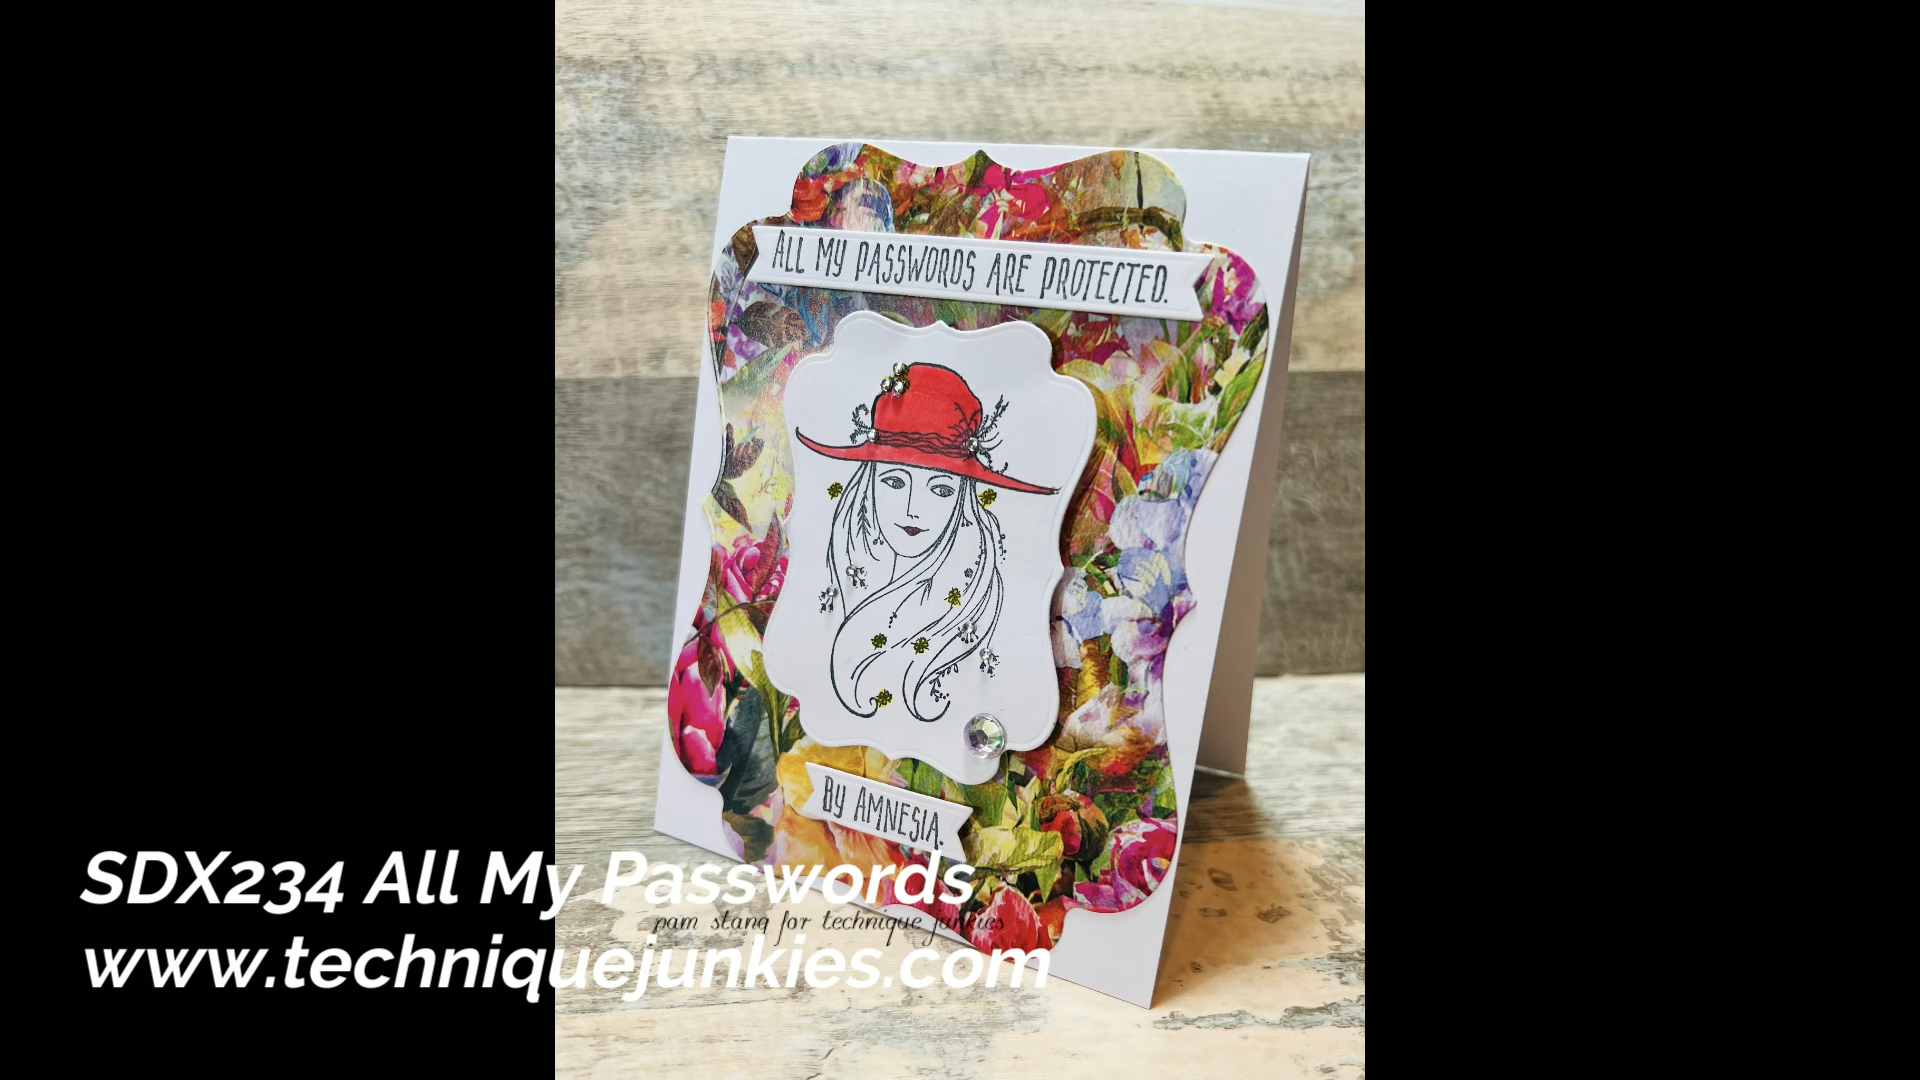 ALL MY PASSWORDS ARE PROTECTED.
BY AMNESIA.
SDX234 All My Passwords
pam stang for technique junkies
www.techniquejunkies.com